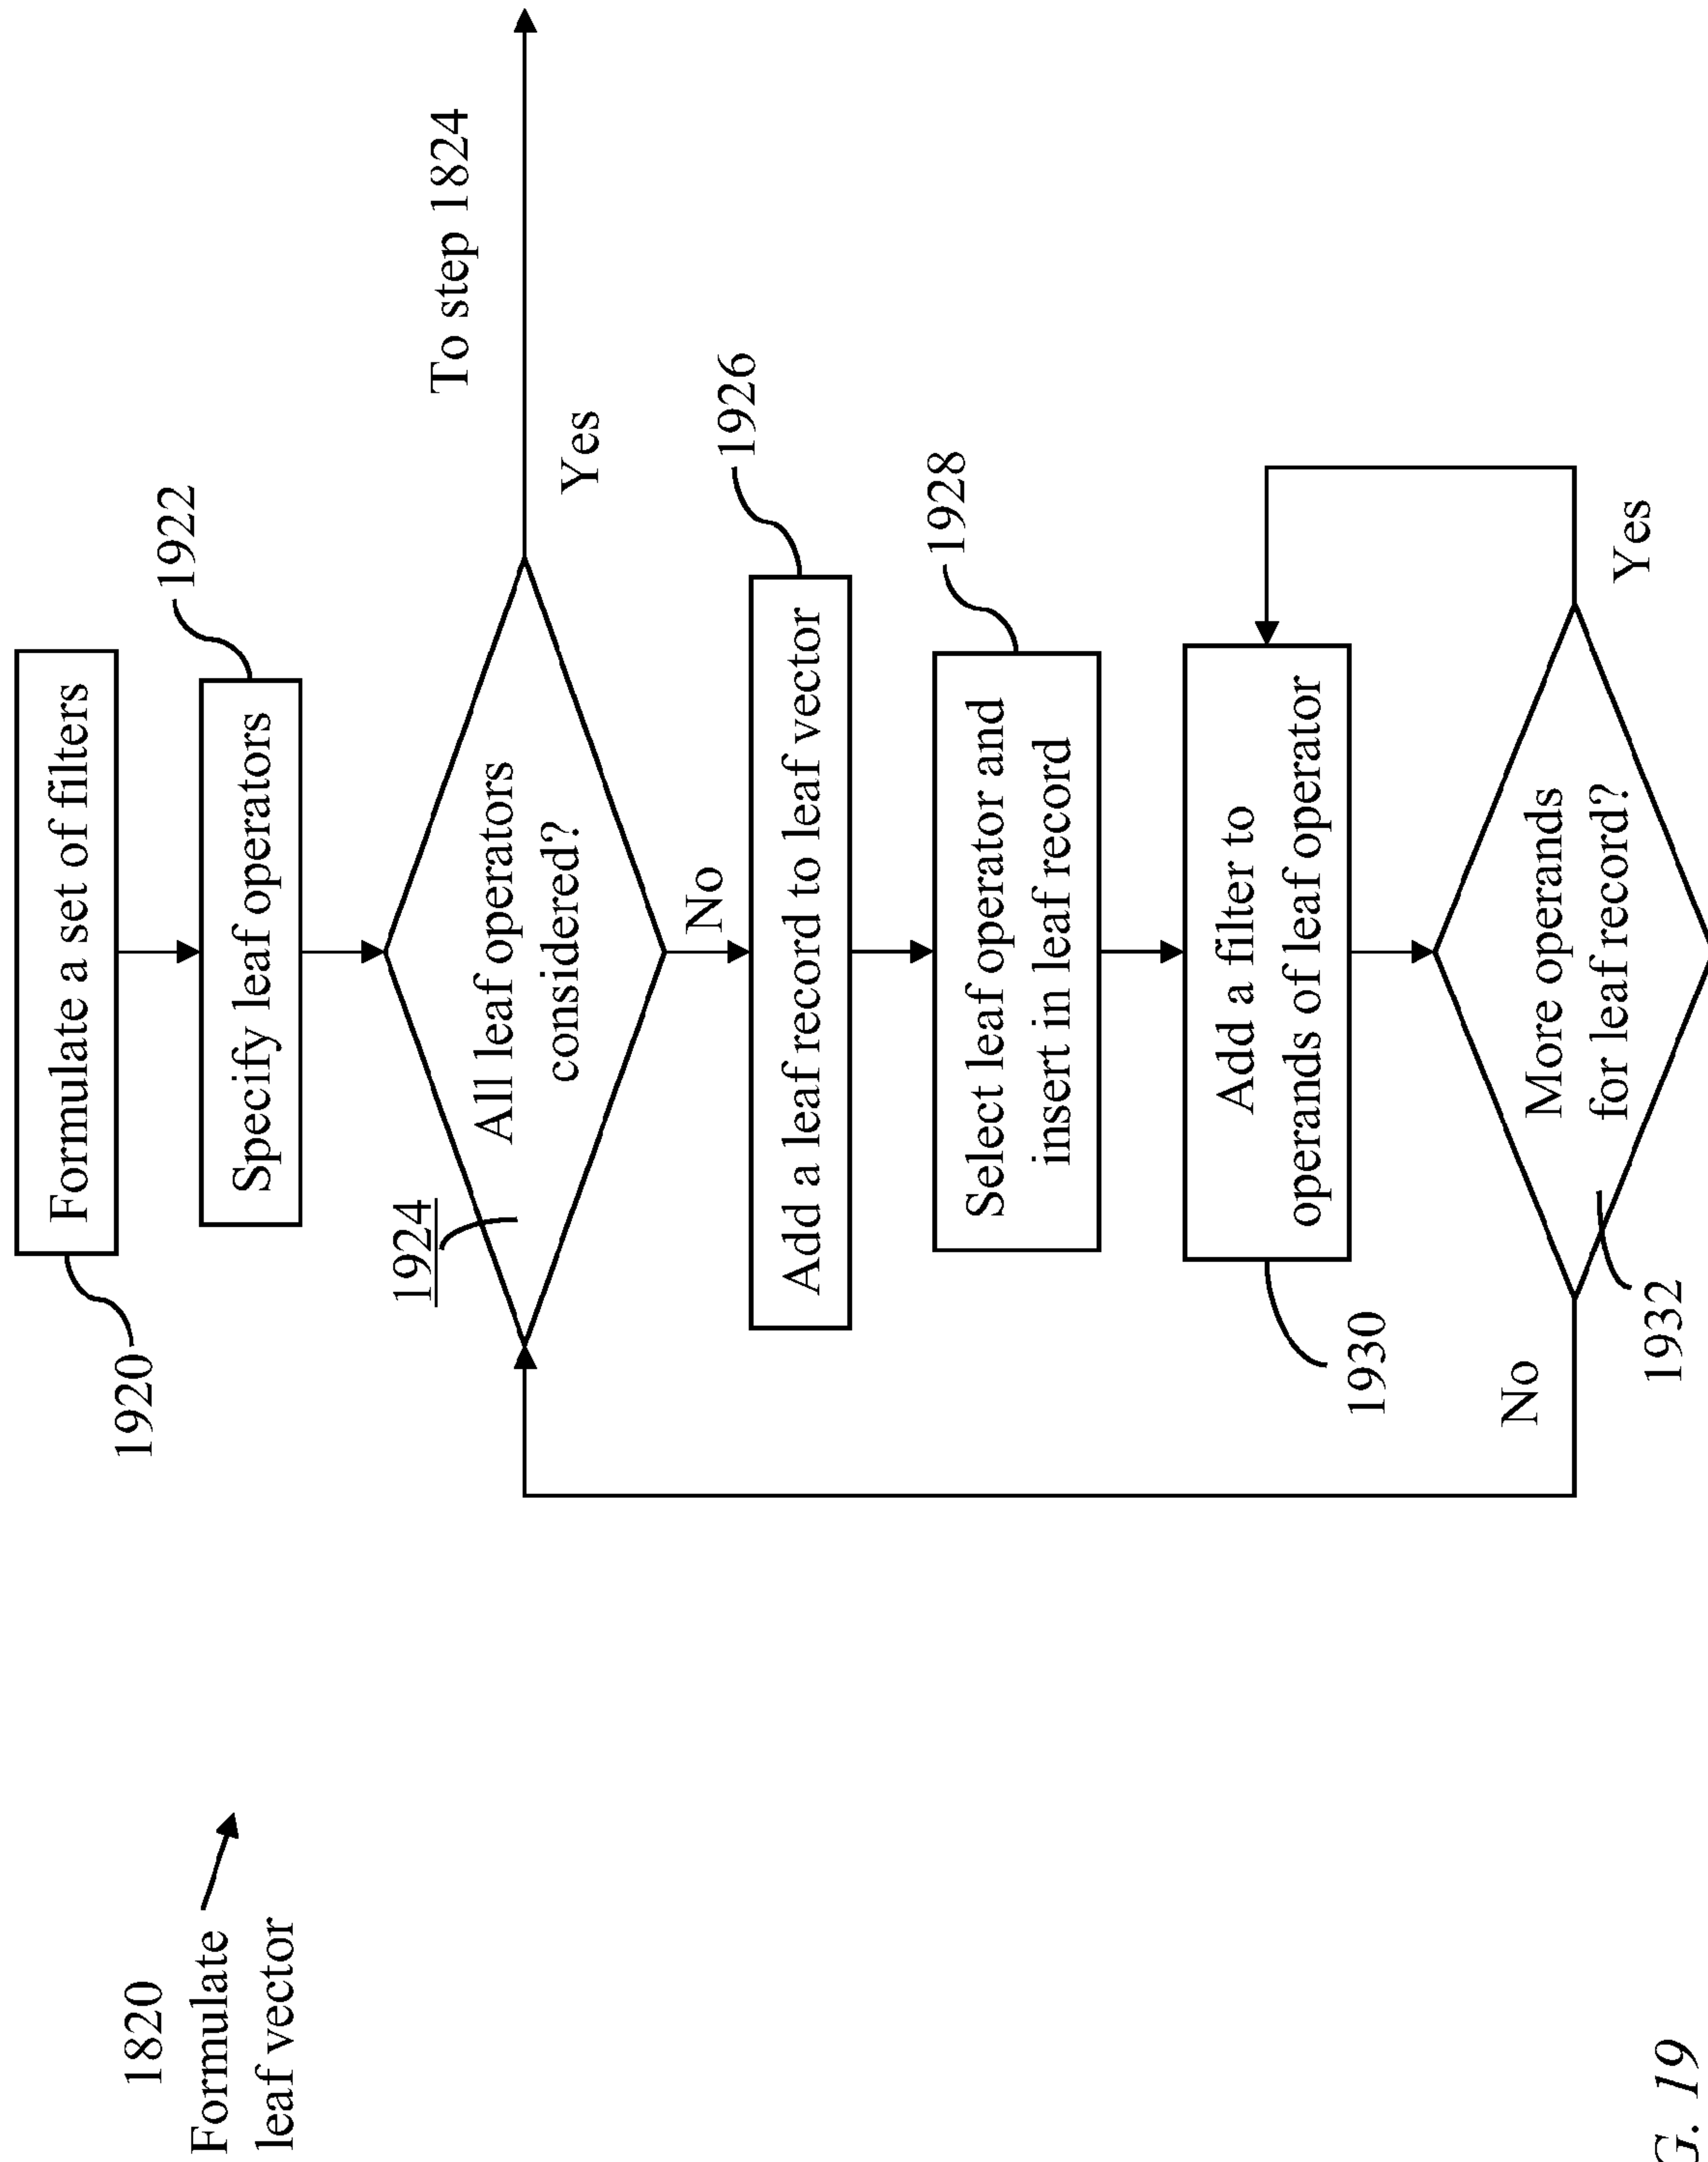 1820
Formulate
leaf vector
Formulate a set of filters
1920
Specify leaf operators
1922
To step 1824
1924
All leaf operators
considered?
Yes
No
Add a leaf record to leaf vector
1926
Select leaf operator and
insert in leaf record
1928
Add a filter to
operands of leaf operator
1930
More operands
for leaf record?
Yes
No
1932
G. 19